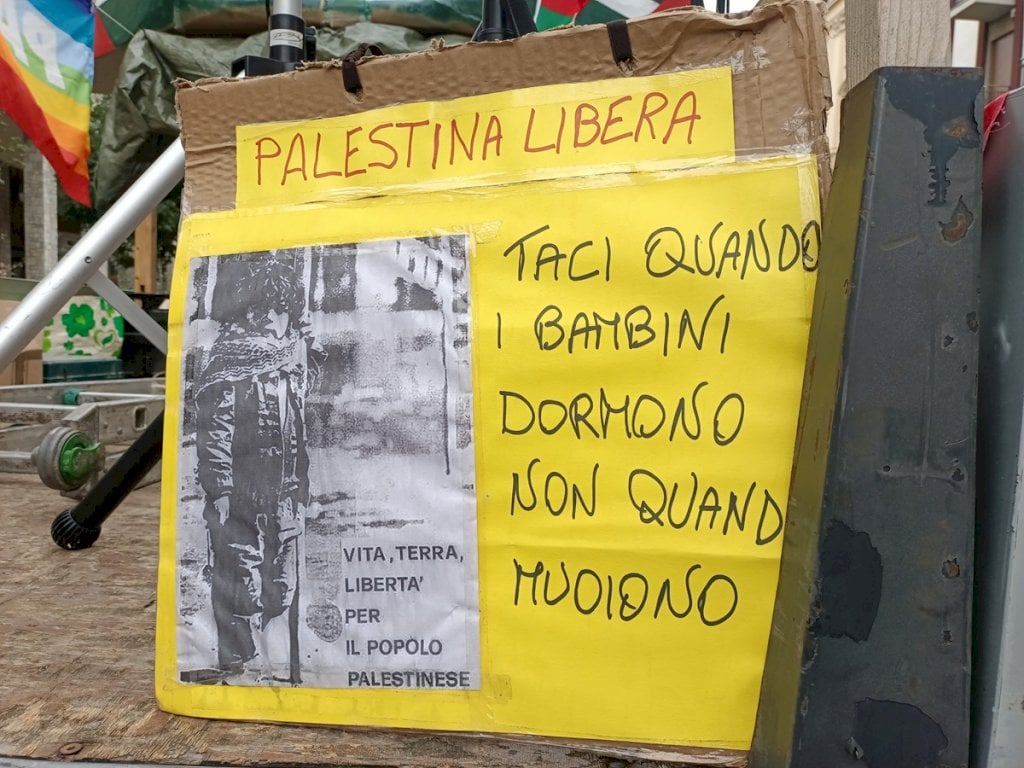 PALESTINA LIBERA
TACI QUANDO
I BAMBINI
DORMONO
NON QUAND
MUOIONO
VITA, TERRA,
LIBERTA'
PER
IL POPOLO
PALESTINESE